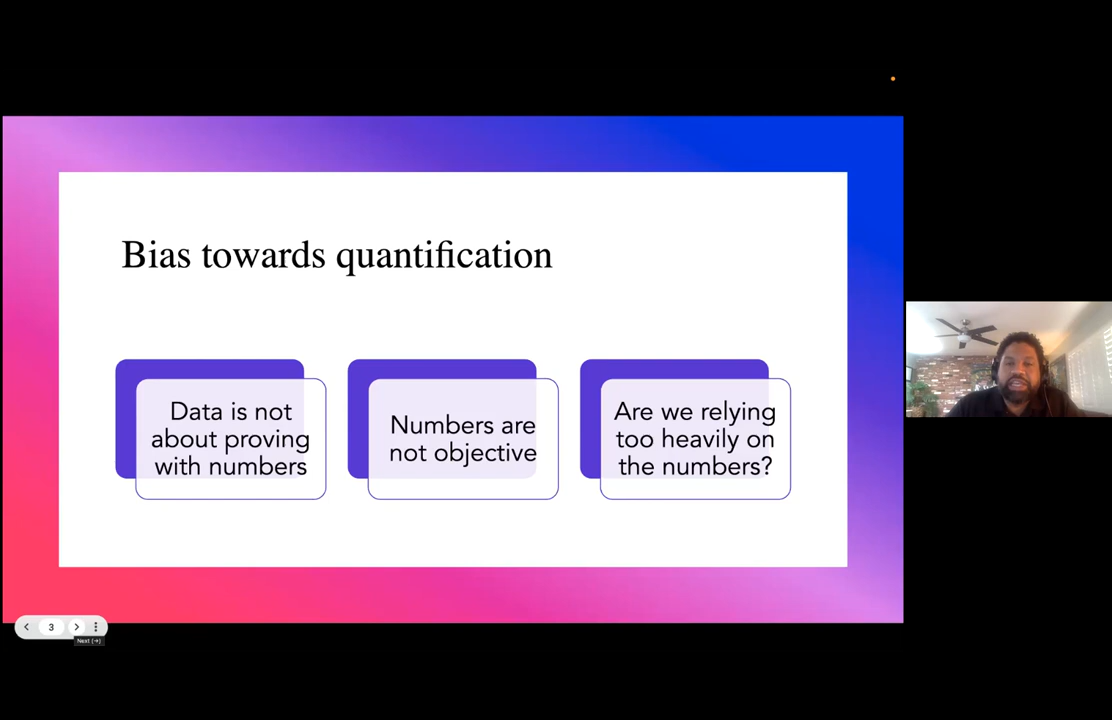 Bias towards quantification
Data is not
about proving
with numbers
Numbers are
not objective
Are we relying
too heavily on
the numbers?
3
Next (→)